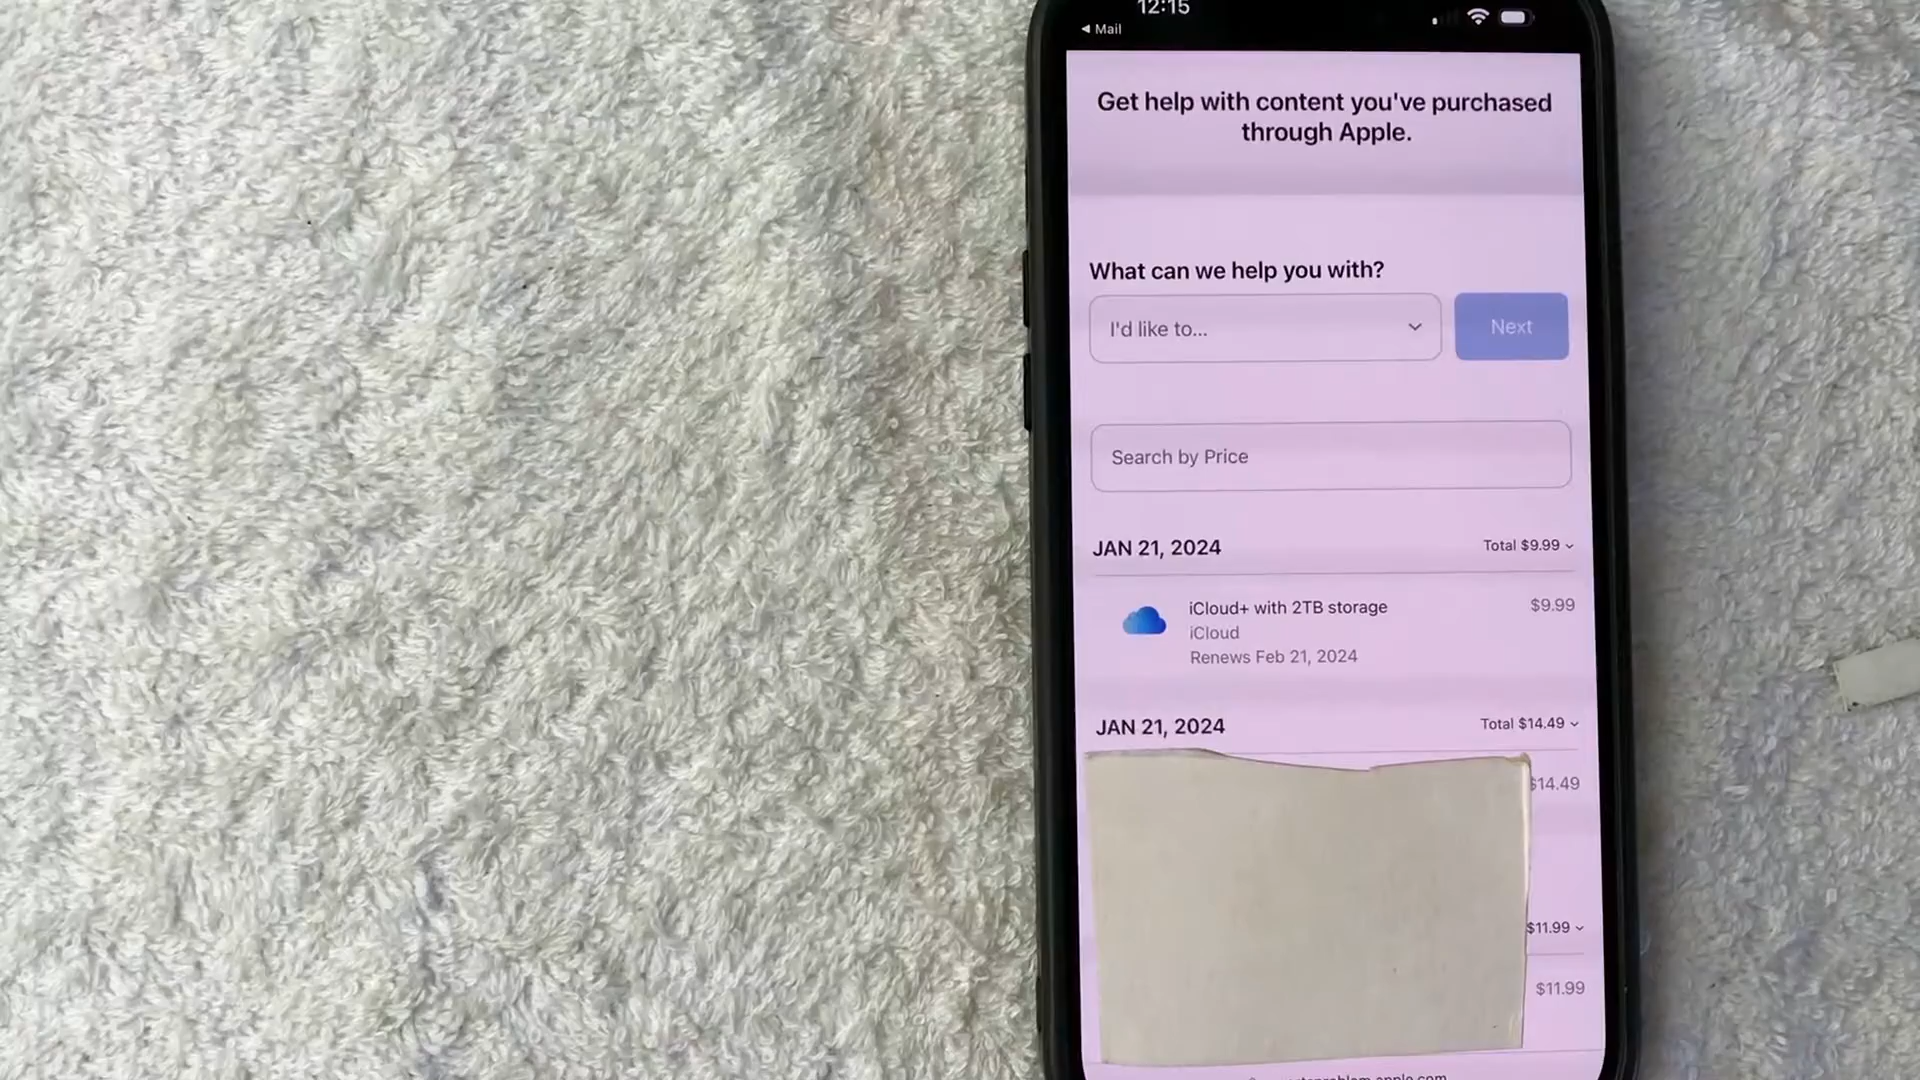 12:15
◀ Mail
Get help with content you've purchased
through Apple.
What can we help you with?
I'd like to...
Next
Search by Price
JAN 21, 2024
Total $9.99
iCloud+ with 2TB storage
$9.99
iCloud
Renews Feb 21, 2024
JAN 21, 2024
Total $14.49
$14.49
$11.99
$11.99